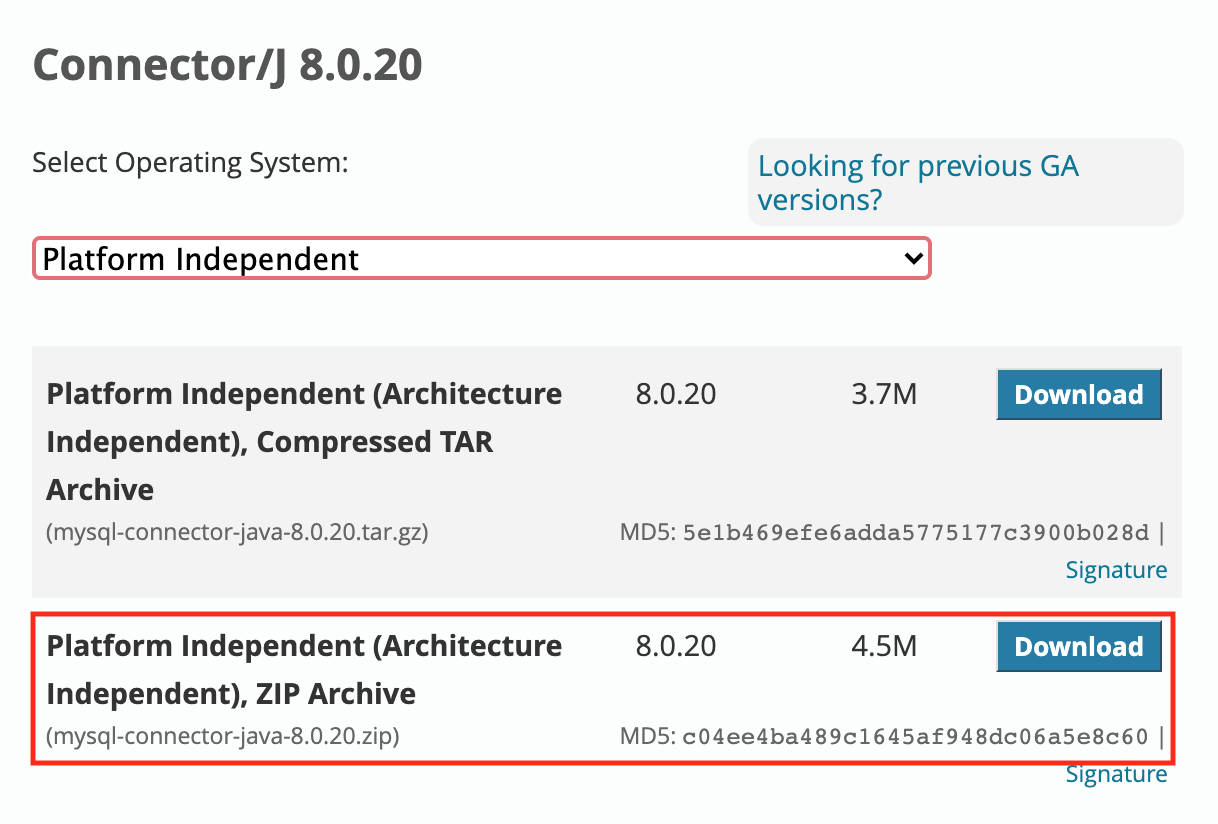 Connector/J 8.0.20
Select Operating System:
Looking for previous GA
versions?
Platform Independent
Platform Independent (Architecture 8.0.20 3.7M Download
Independent), Compressed TAR
Archive
(mysql-connector-java-8.0.20.tar.gz) MD5: 5e1b469efe6adda5775177c3900b028d |
Signature
Platform Independent (Architecture 8.0.20 4.5M Download
Independent), ZIP Archive
(mysql-connector-java-8.0.20.zip) MD5: c04ee4ba489c1645af948dc06a5e8c60 |
Signature